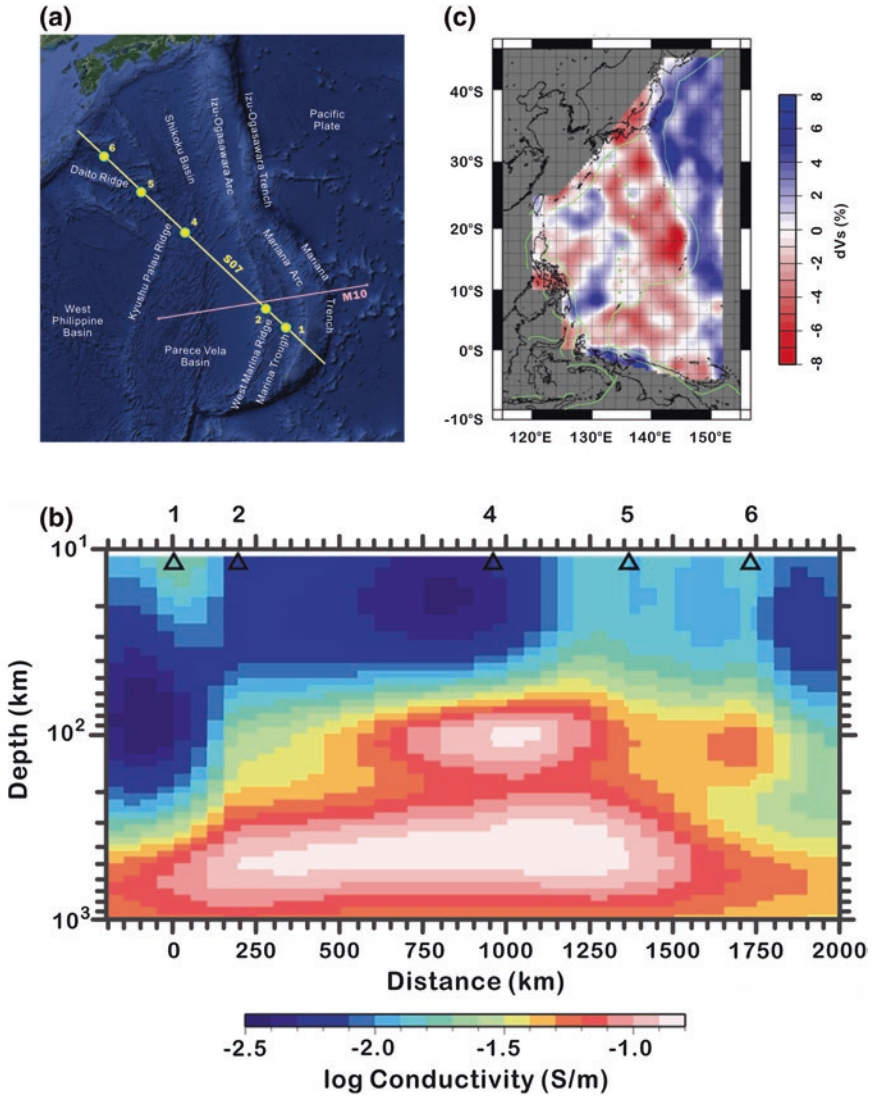 (a)
Izu-Ogasawara Trench
Izu-Ogasawara Arc
Shikoku Basin
Pacific
Plate
6
Daito Ridge
5
4
S07
Kyushu Palau Ridge
Mariana Arc
Mariana
Trench
M10
West
Philippine
Basin
2
1
Parece Vela
Basin
West Marina Ridge
Marina Trough
(c)
40°S
30°S
20°S
10°S
0°S
-10°S
120°E 130°E 140°E 150°E
8
6
4
2
0
-2
-4
-6
-8
dVs (%)
(b)
1 2 4 5 6
10¹
10²
10³
Depth (km)
0 250 500 750 1000 1250 1500 1750 2000
Distance (km)
-2.5 -2.0 -1.5 -1.0
log Conductivity (S/m)